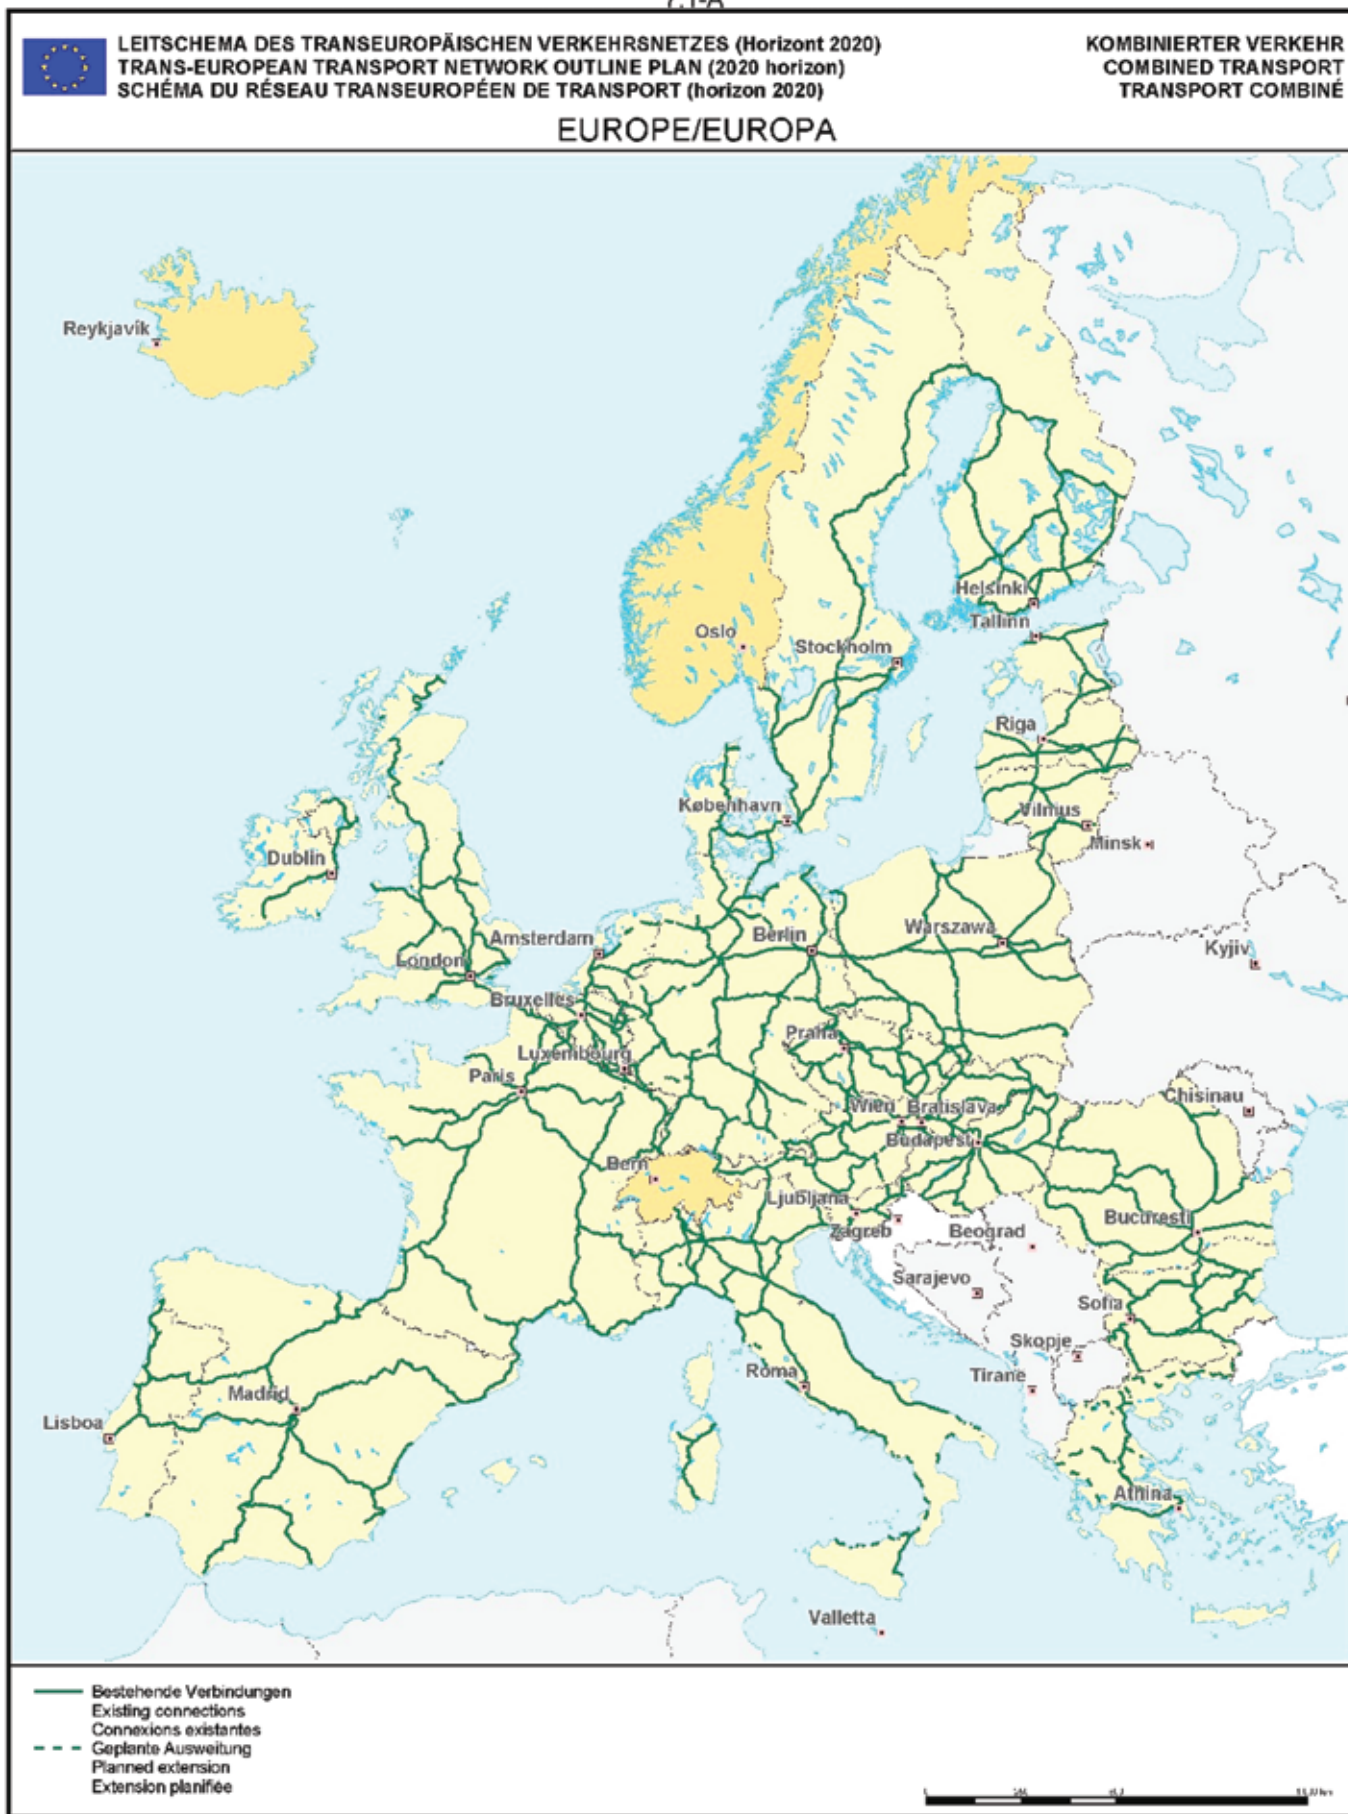 7.1-A
LEITSCHEMA DES TRANSEUROPÄISCHEN VERKEHRSNETZES (Horizont 2020)
TRANS-EUROPEAN TRANSPORT NETWORK OUTLINE PLAN (2020 horizon)
SCHÉMA DU RÉSEAU TRANSEUROPÉEN DE TRANSPORT (horizon 2020)
KOMBINIERTER VERKEHR
COMBINED TRANSPORT
TRANSPORT COMBINÉ
EUROPE/EUROPA
Reykjavík
Helsinki
Tallinn
Oslo
Stockholm
Riga
København
Vilnius
Minsk
Dublin
Warszawa
Berlin
Amsterdam
Kyjiv
London
Bruxelles
Praha
Luxembourg
Paris
Chisinau
Wien
Bratislava
Budapest
Bern
Ljubljana
Bucuresti
Zagreb
Beograd
Sarajevo
Sofia
Skopje
Roma
Tirane
Madrid
Lisboa
Athina
Valletta
Bestehende Verbindungen
Existing connections
Connexions existantes
Geplante Ausweitung
Planned extension
Extension planifiée